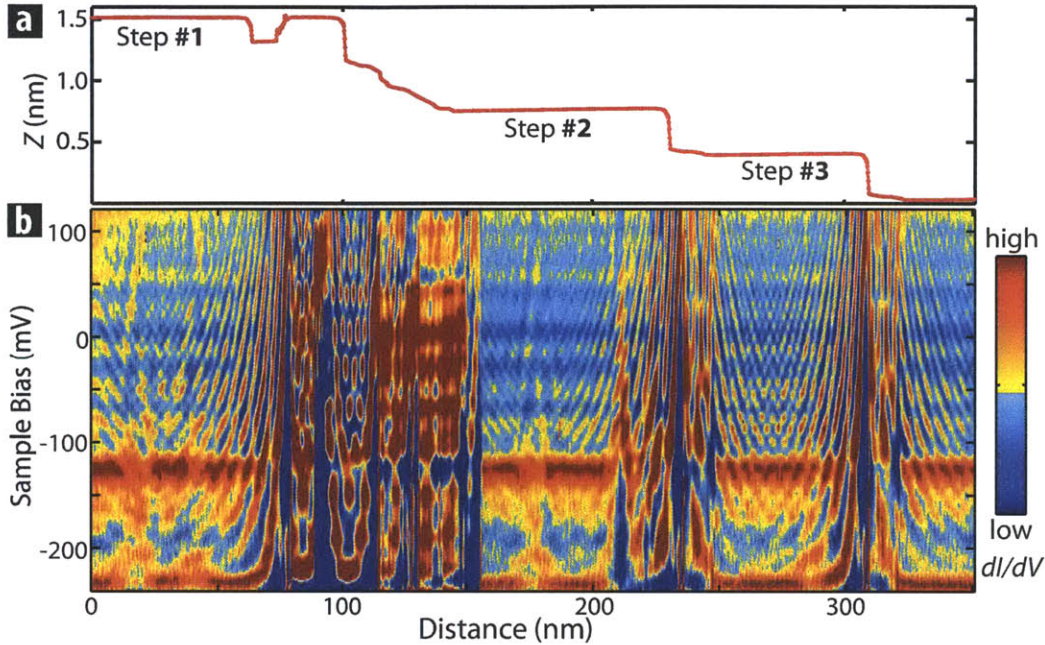 a
1.5
1.0
0.5
Z (nm)
Step #1
Step #2
Step #3
b
100
0
-100
-200
Sample Bias (mV)
0
100
200
300
Distance (nm)
high
low
dI/dV